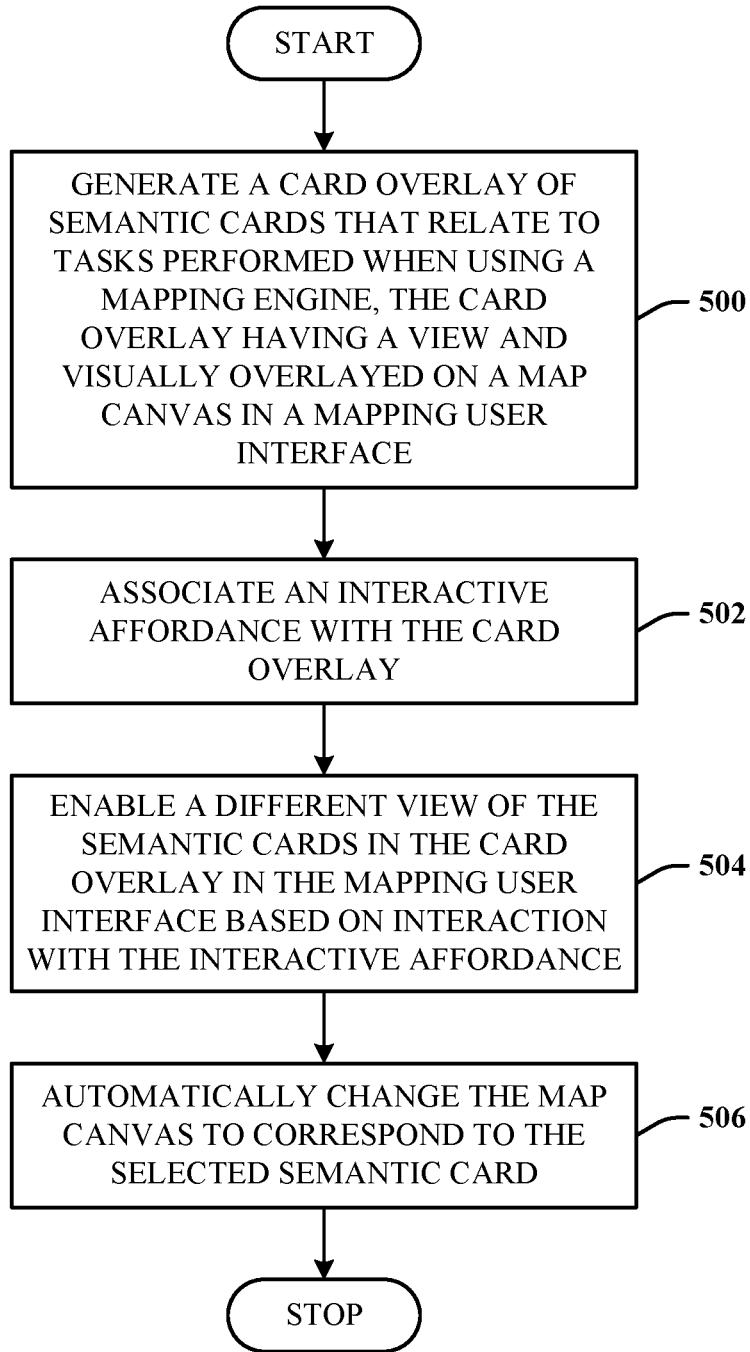 START
GENERATE A CARD OVERLAY OF
SEMANTIC CARDS THAT RELATE TO
TASKS PERFORMED WHEN USING A
MAPPING ENGINE, THE CARD
OVERLAY HAVING A VIEW AND
VISUALLY OVERLAYED ON A MAP
CANVAS IN A MAPPING USER
INTERFACE
500
ASSOCIATE AN INTERACTIVE
AFFORDANCE WITH THE CARD
OVERLAY
502
ENABLE A DIFFERENT VIEW OF THE
SEMANTIC CARDS IN THE CARD
OVERLAY IN THE MAPPING USER
INTERFACE BASED ON INTERACTION
WITH THE INTERACTIVE AFFORDANCE
504
AUTOMATICALLY CHANGE THE MAP
CANVAS TO CORRESPOND TO THE
SELECTED SEMANTIC CARD
506
STOP